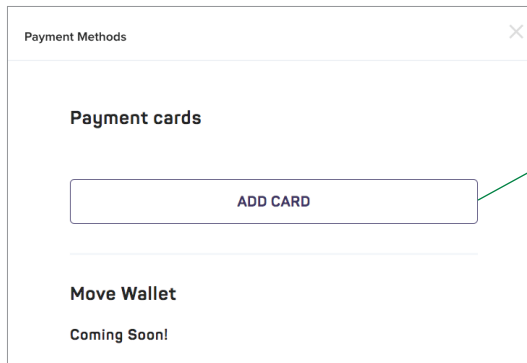 Payment Methods
Payment cards
ADD CARD
Move Wallet
Coming Soon!